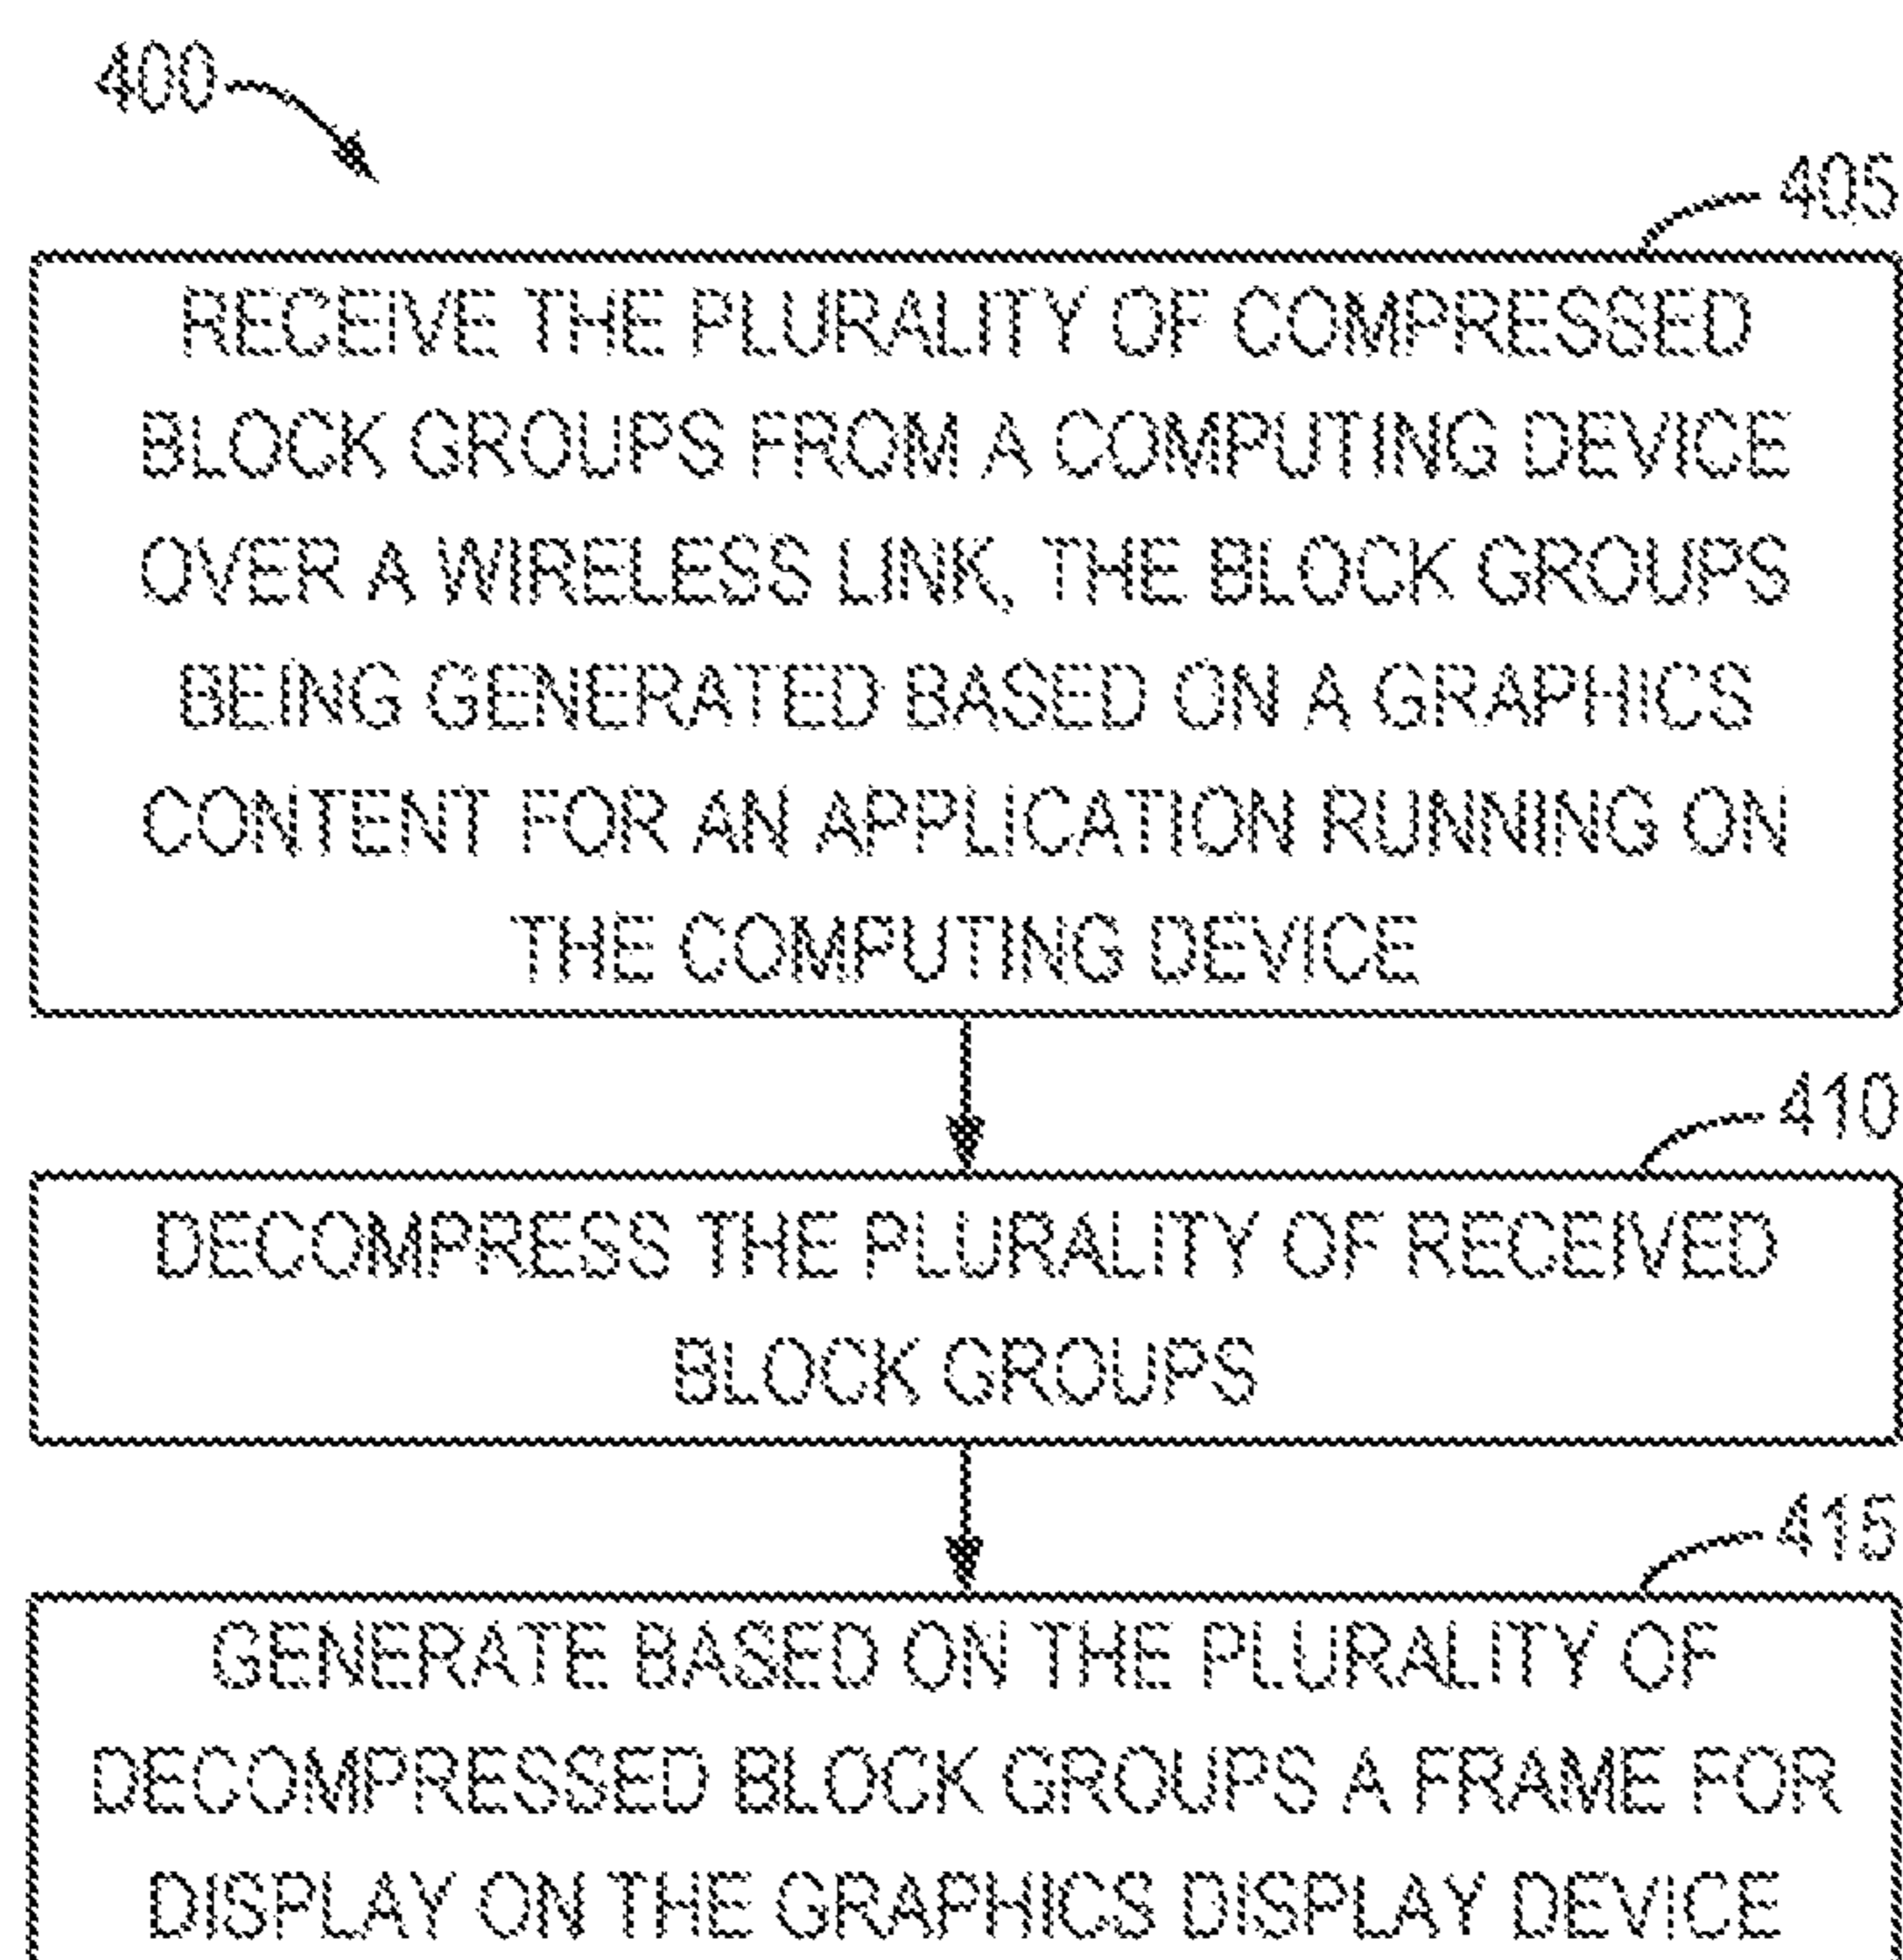 400
405
RECEIVE THE PLURALITY OF COMPRESSED
BLOCK GROUPS FROM A COMPUTING DEVICE
OVER A WIRELESS LINK, THE BLOCK GROUPS
BEING GENERATED BASED ON A GRAPHICS
CONTENT FOR AN APPLICATION RUNNING ON
THE COMPUTING DEVICE
410
DECOMPRESS THE PLURALITY OF RECEIVED
BLOCK GROUPS
415
GENERATE BASED ON THE PLURALITY OF
DECOMPRESSED BLOCK GROUPS A FRAME FOR
DISPLAY ON THE GRAPHICS DISPLAY DEVICE